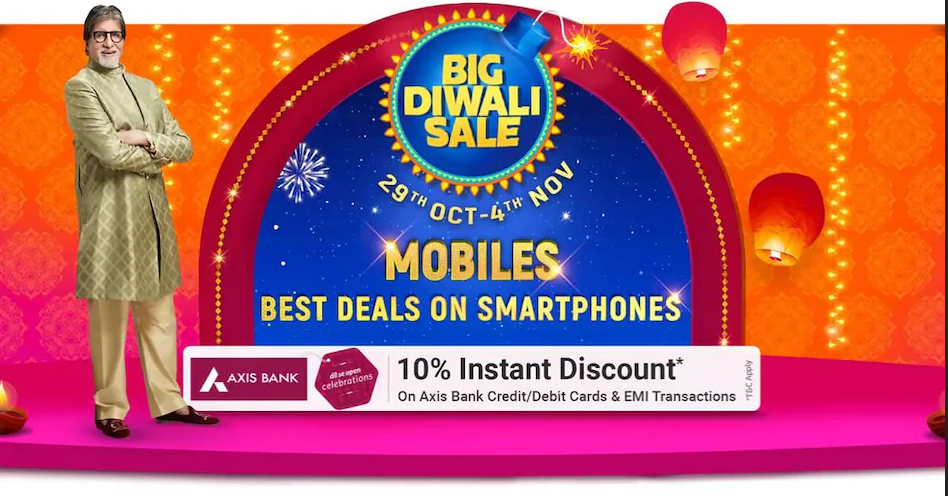 BIG
DIWALI
SALE
29TH OCT-4TH NOV
MOBILES
BEST DEALS ON SMARTPHONES
AXIS BANK
dil se open
celebrations
10% Instant Discount*
On Axis Bank Credit/Debit Cards & EMI Transactions
*T&C Apply